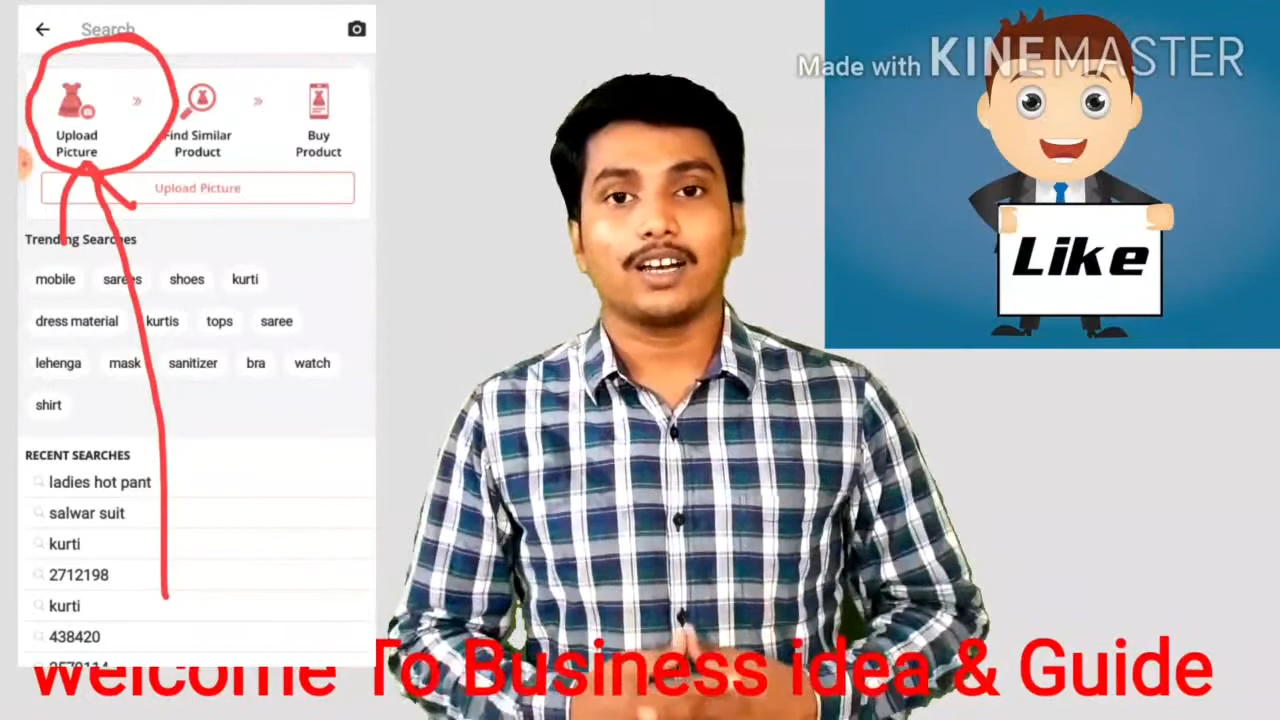 Search
Upload
Picture
Find Similar
Product
Buy
Product
Upload Picture
Trending Searches
mobile sarees shoes kurti
dress material kurtis tops saree
lehenga mask sanitizer bra watch
shirt
RECENT SEARCHES
ladies hot pant
salwar suit
kurti
2712198
kurti
438420
Made with KINEMASTER
Like
Welcome To Business idea & Guide